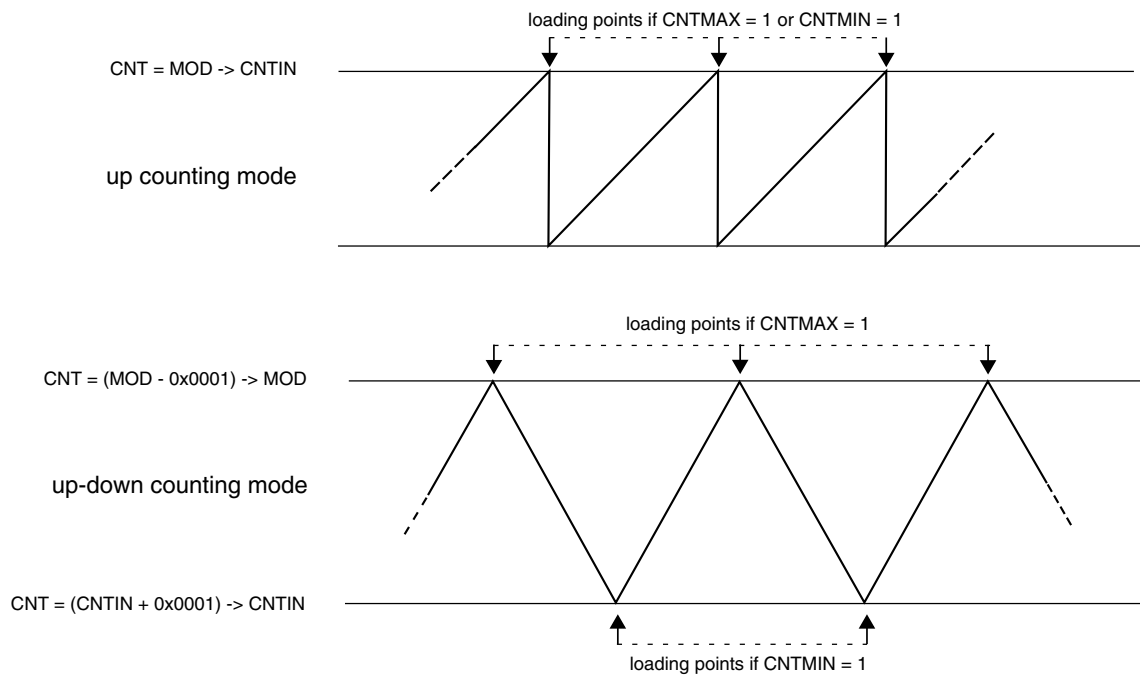 loading points if CNTMAX = 1 or CNTMIN = 1
CNT = MOD -> CNTIN
up counting mode
loading points if CNTMAX = 1
CNT = (MOD - 0x0001) -> MOD
up-down counting mode
CNT = (CNTIN + 0x0001) -> CNTIN
loading points if CNTMIN = 1